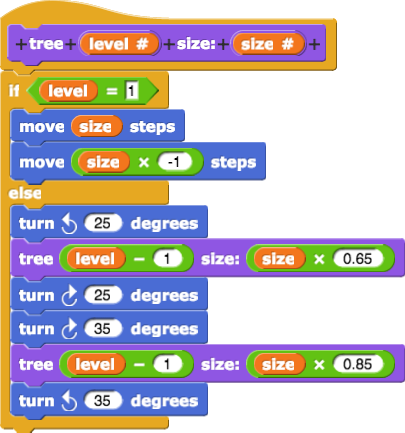 + tree + level # + size: + size # +
if level = 1
move size steps
move size × -1 steps
else
turn 25 degrees
tree level − 1 size: size × 0.65
turn 25 degrees
turn 35 degrees
tree level − 1 size: size × 0.85
turn 35 degrees